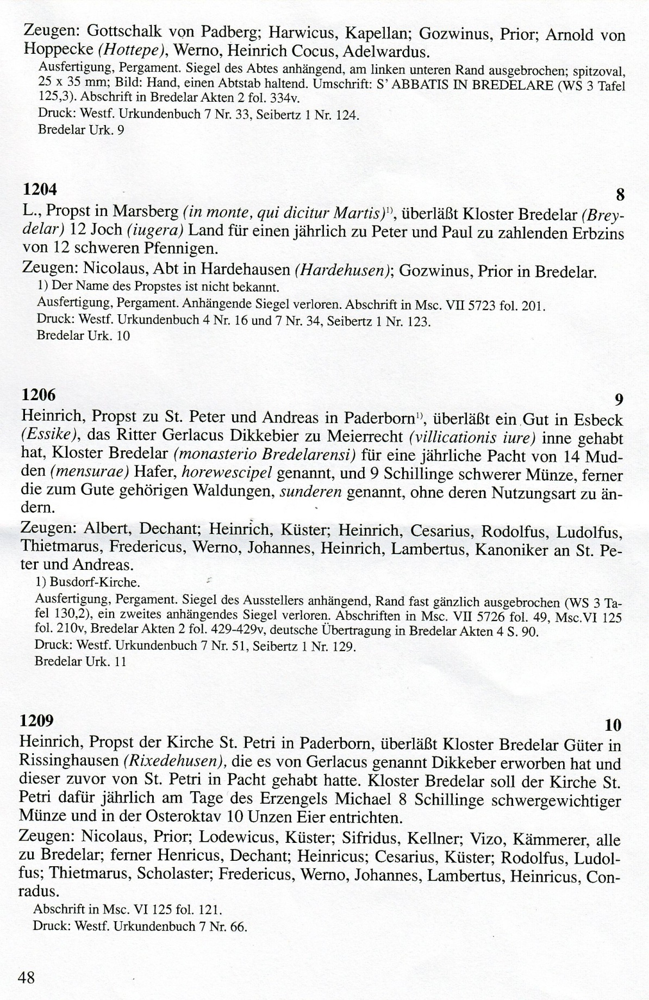 Zeugen: Gottschalk von Padberg; Harwicus, Kapellan; Gozwinus, Prior; Arnold von
Hoppecke (Hottepe), Werno, Heinrich Cocus, Adelwardus.
Ausfertigung, Pergament. Siegel des Abtes anhängend, am linken unteren Rand ausgebrochen; spitzoval,
25 x 35 mm; Bild: Hand, einen Abtstab haltend. Umschrift: S’ ABBATIS IN BREDELARE (WS 3 Tafel
125,3). Abschrift in Bredelar Akten 2 fol. 334v.
Druck: Westf. Urkundenbuch 7 Nr. 33, Seibertz 1 Nr. 124.
Bredelar Urk. 9
1204 8
L., Propst in Marsberg (in monte, qui dicitur Martis)¹⁾, überläßt Kloster Bredelar (Brey-
delar) 12 Joch (iugera) Land für einen jährlich zu Peter und Paul zu zahlenden Erbzins
von 12 schweren Pfennigen.
Zeugen: Nicolaus, Abt in Hardehausen (Hardehusen); Gozwinus, Prior in Bredelar.
1) Der Name des Propstes ist nicht bekannt.
Ausfertigung, Pergament. Anhängende Siegel verloren. Abschrift in Msc. VII 5723 fol. 201.
Druck: Westf. Urkundenbuch 4 Nr. 16 und 7 Nr. 34, Seibertz 1 Nr. 123.
Bredelar Urk. 10
1206 9
Heinrich, Propst zu St. Peter und Andreas in Paderborn¹⁾, überläßt ein Gut in Esbeck
(Essike), das Ritter Gerlacus Dikkebier zu Meierrecht (villicationis iure) inne gehabt
hat, Kloster Bredelar (monasterio Bredelarensi) für eine jährliche Pacht von 14 Mud-
den (mensurae) Hafer, horewescipel genannt, und 9 Schillinge schwerer Münze, ferner
die zum Gute gehörigen Waldungen, sunderen genannt, ohne deren Nutzungsart zu än-
dern.
Zeugen: Albert, Dechant; Heinrich, Küster; Heinrich, Cesarius, Rodolfus, Ludolfus,
Thietmarus, Fredericus, Werno, Johannes, Heinrich, Lambertus, Kanoniker an St. Pe-
ter und Andreas.
1) Busdorf-Kirche.
Ausfertigung, Pergament. Siegel des Ausstellers anhängend, Rand fast gänzlich ausgebrochen (WS 3 Ta-
fel 130,2), ein zweites anhängendes Siegel verloren. Abschriften in Msc. VII 5726 fol. 49, Msc.VI 125
fol. 210v, Bredelar Akten 2 fol. 429-429v, deutsche Übertragung in Bredelar Akten 4 S. 90.
Druck: Westf. Urkundenbuch 7 Nr. 51, Seibertz 1 Nr. 129.
Bredelar Urk. 11
1209 10
Heinrich, Propst der Kirche St. Petri in Paderborn, überläßt Kloster Bredelar Güter in
Rissinghausen (Rixedehusen), die es von Gerlacus genannt Dikkeber erworben hat und
dieser zuvor von St. Petri in Pacht gehabt hatte. Kloster Bredelar soll der Kirche St.
Petri dafür jährlich am Tage des Erzengels Michael 8 Schillinge schwergewichtiger
Münze und in der Osteroktav 10 Unzen Eier entrichten.
Zeugen: Nicolaus, Prior; Lodewicus, Küster; Sifridus, Kellner; Vizo, Kämmerer, alle
zu Bredelar; ferner Henricus, Dechant; Heinricus; Cesarius, Küster; Rodolfus, Ludol-
fus; Thietmarus, Scholaster; Fredericus, Werno, Johannes, Lambertus, Heinricus, Con-
radus.
Abschrift in Msc. VI 125 fol. 121.
Druck: Westf. Urkundenbuch 7 Nr. 66.
48